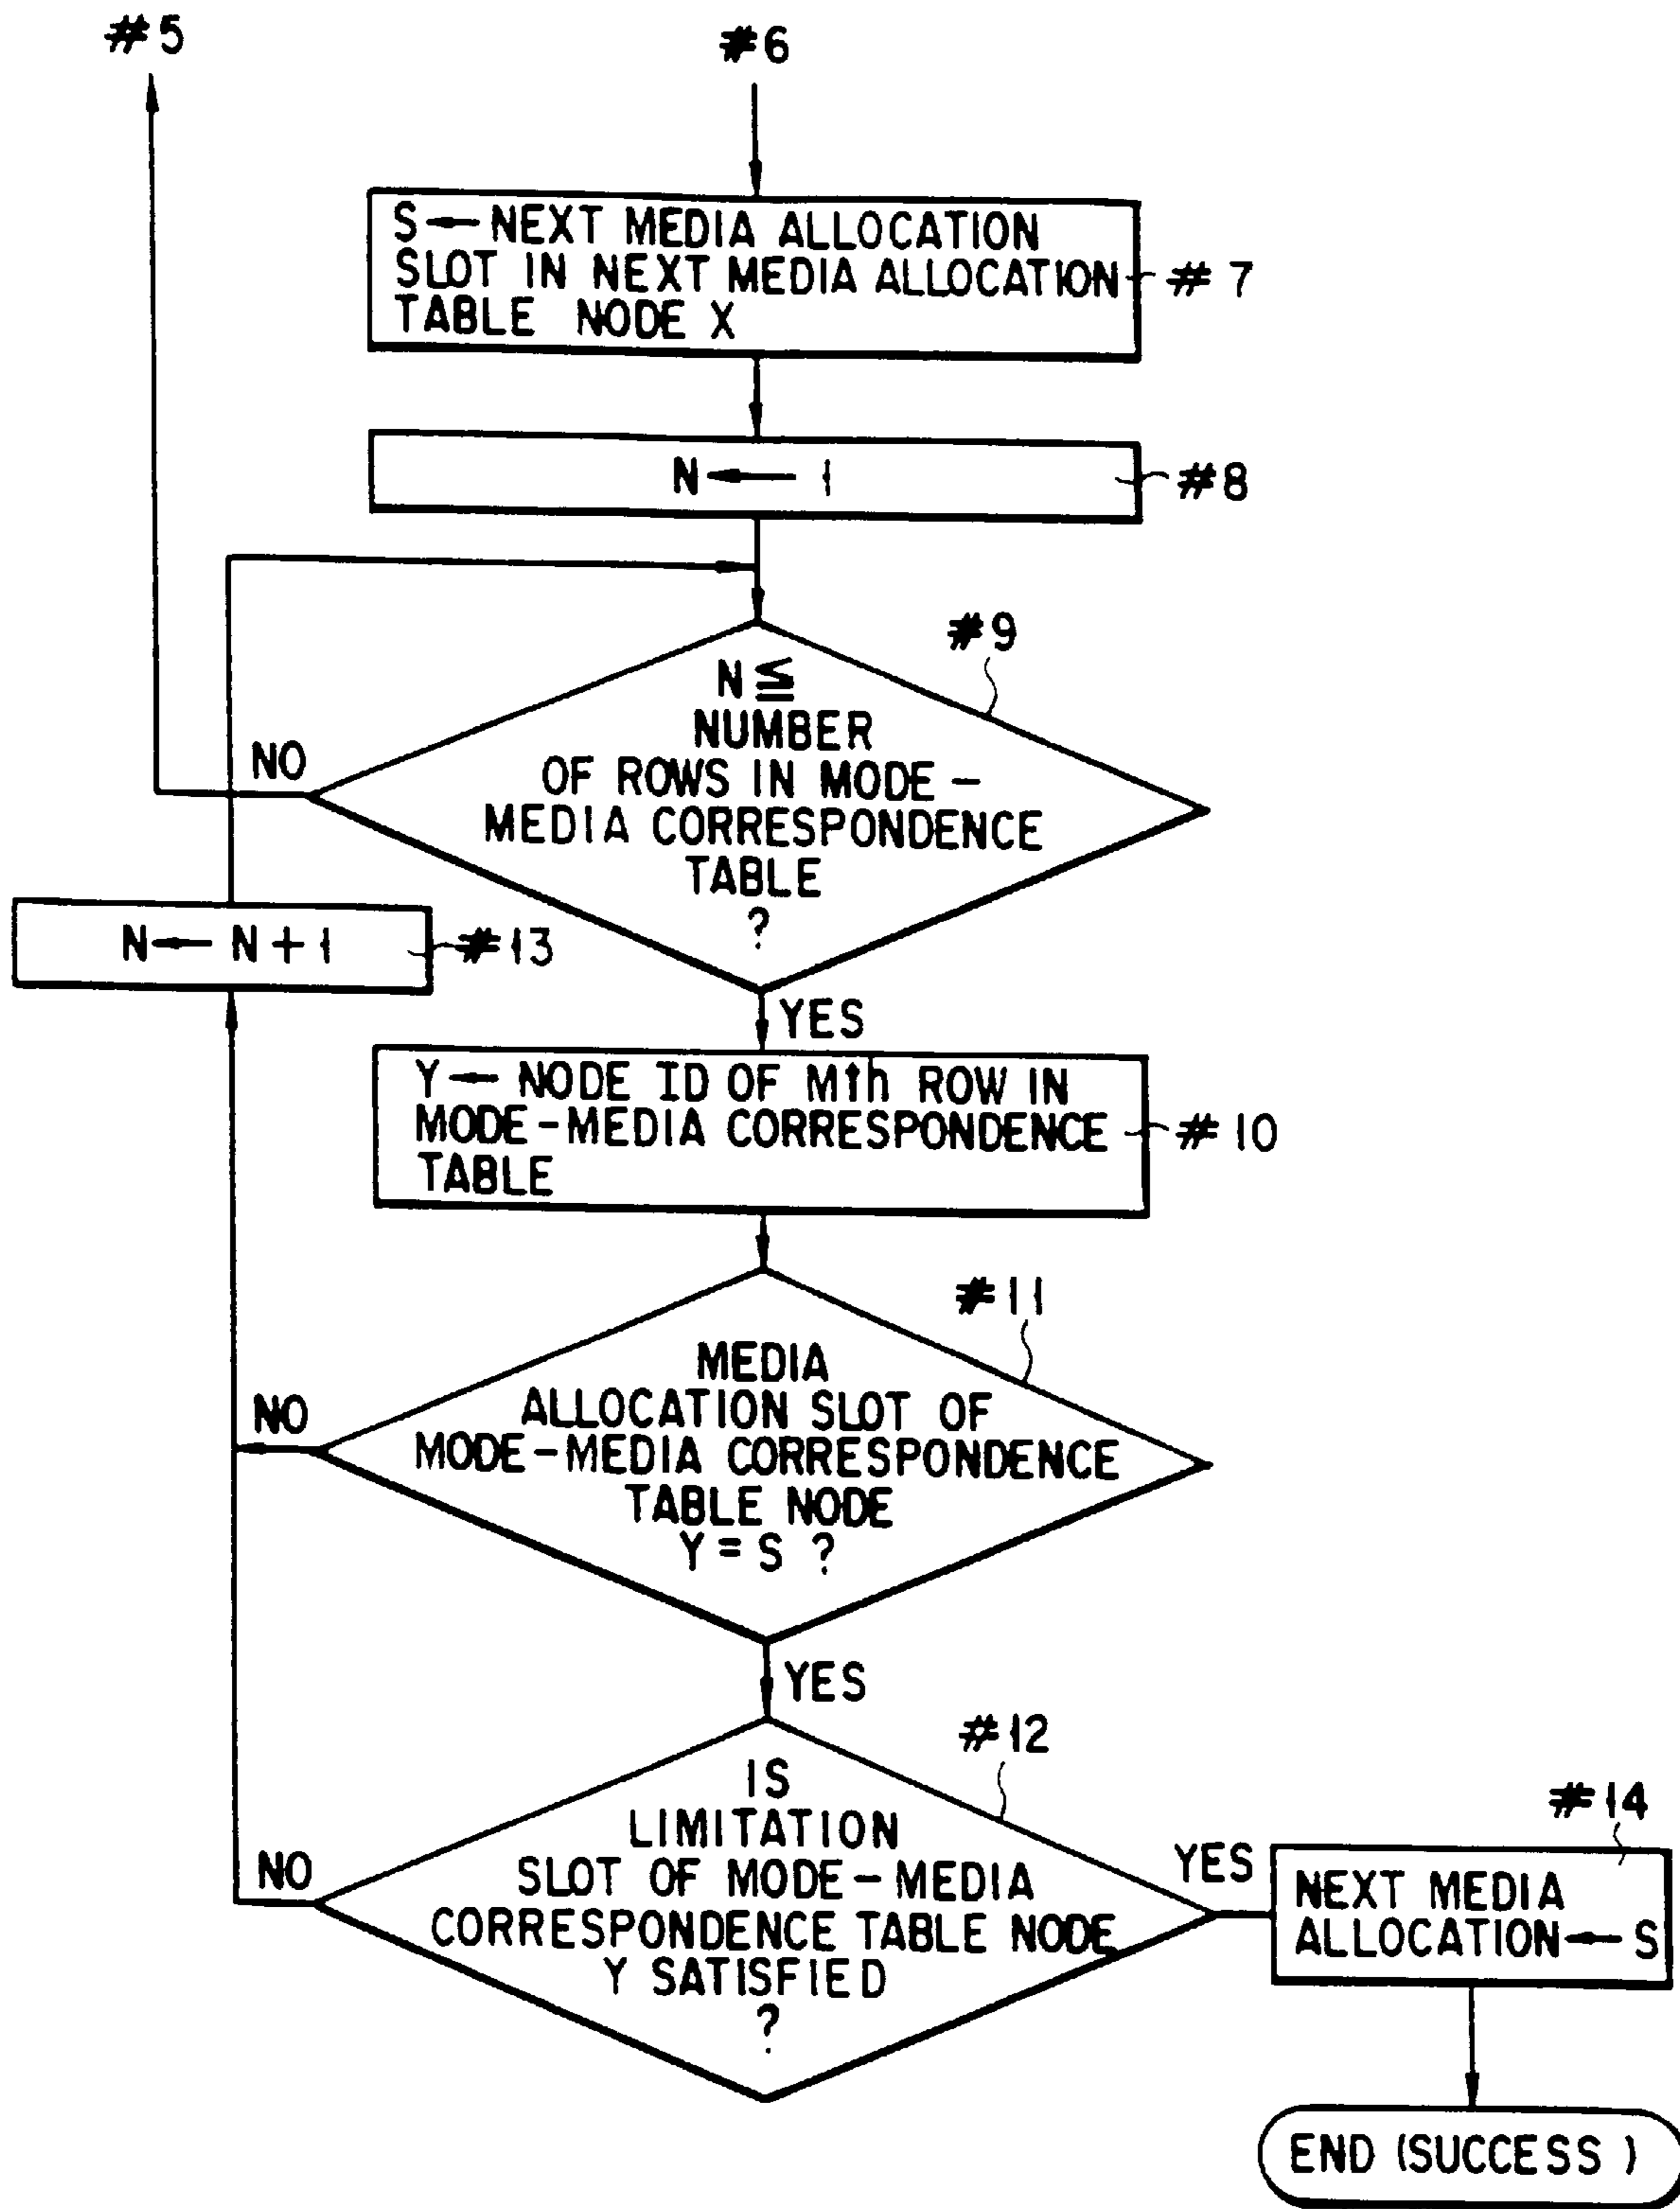 #5
#6
S ← NEXT MEDIA ALLOCATION
SLOT IN NEXT MEDIA ALLOCATION
TABLE NODE X
#7
N ← 1
#8
#9
N ≦
NUMBER
OF ROWS IN MODE-
MEDIA CORRESPONDENCE
TABLE
?
NO
N ← N + 1
#13
YES
Y ← NODE ID OF Mth ROW IN
MODE-MEDIA CORRESPONDENCE
TABLE
#10
#11
MEDIA
ALLOCATION SLOT OF
MODE-MEDIA CORRESPONDENCE
TABLE NODE
Y = S ?
NO
YES
#12
IS
LIMITATION
SLOT OF MODE-MEDIA
CORRESPONDENCE TABLE NODE
Y SATISFIED
?
NO
YES
#14
NEXT MEDIA
ALLOCATION ← S
END (SUCCESS)